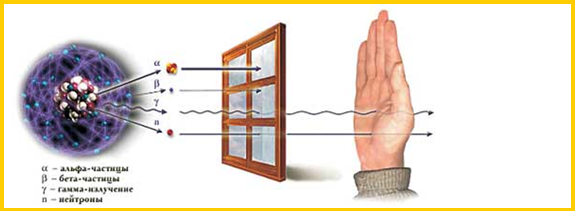 α
β
γ
n
α – альфа-частицы
β – бета-частицы
γ – гамма-излучение
n – нейтроны